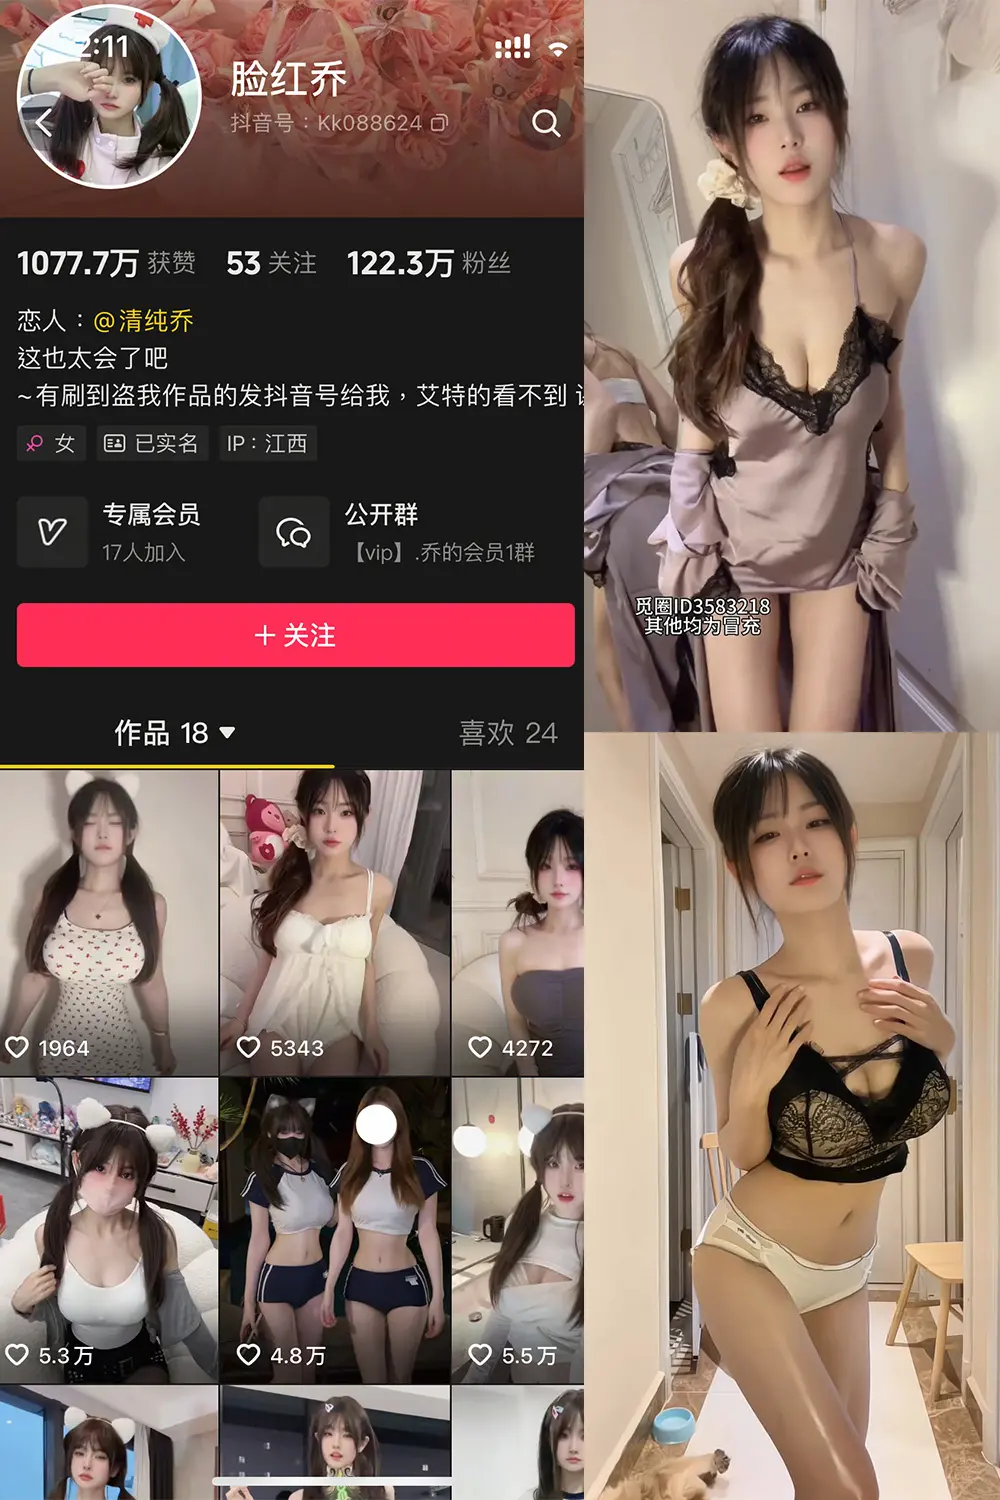 2:11
脸红乔
抖音号：Kk088624
1077.7万 获赞 53 关注 122.3万 粉丝
恋人：@清纯乔
这也太会了吧
~有刷到盗我作品的发抖音号给我，艾特的看不到
女 已实名 IP：江西
专属会员
17人加入
公开群
【vip】.乔的会员1群
+ 关注
作品 18
喜欢 24
1964
5343
4272
5.3万
4.8万
5.5万
觅圈ID3583218
其他均为冒充